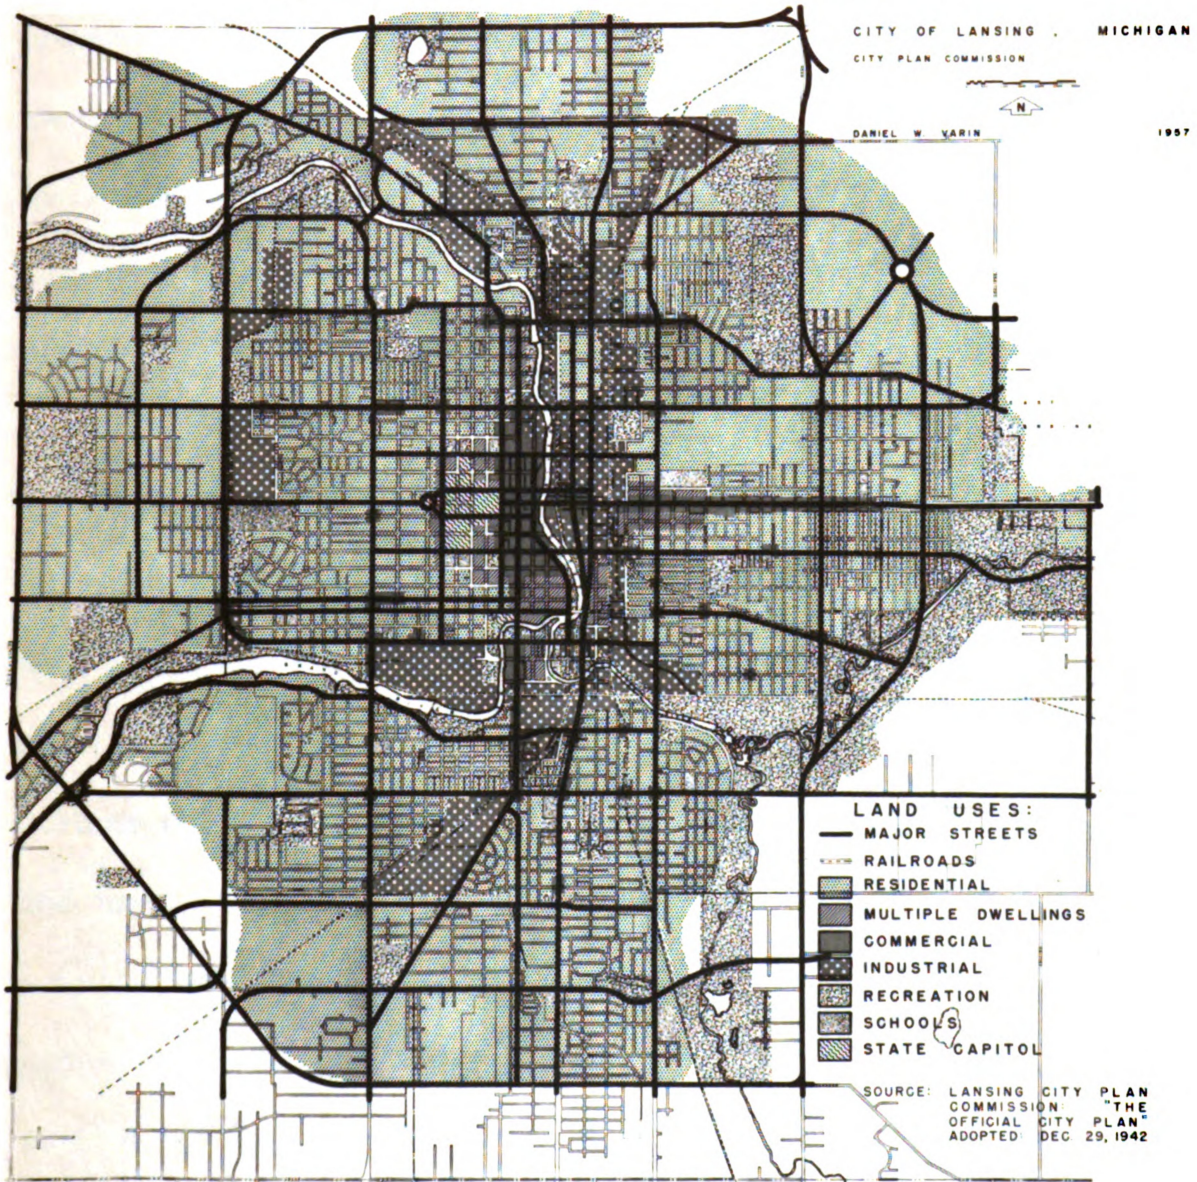 CITY OF LANSING . MICHIGAN
CITY PLAN COMMISSION
N
DANIEL W. VARIN 1957
LAND USES:
MAJOR STREETS
RAILROADS
RESIDENTIAL
MULTIPLE DWELLINGS
COMMERCIAL
INDUSTRIAL
RECREATION
SCHOOLS
STATE CAPITOL
SOURCE: LANSING CITY PLAN
COMMISSION: "THE
OFFICIAL CITY PLAN"
ADOPTED DEC. 29, 1942